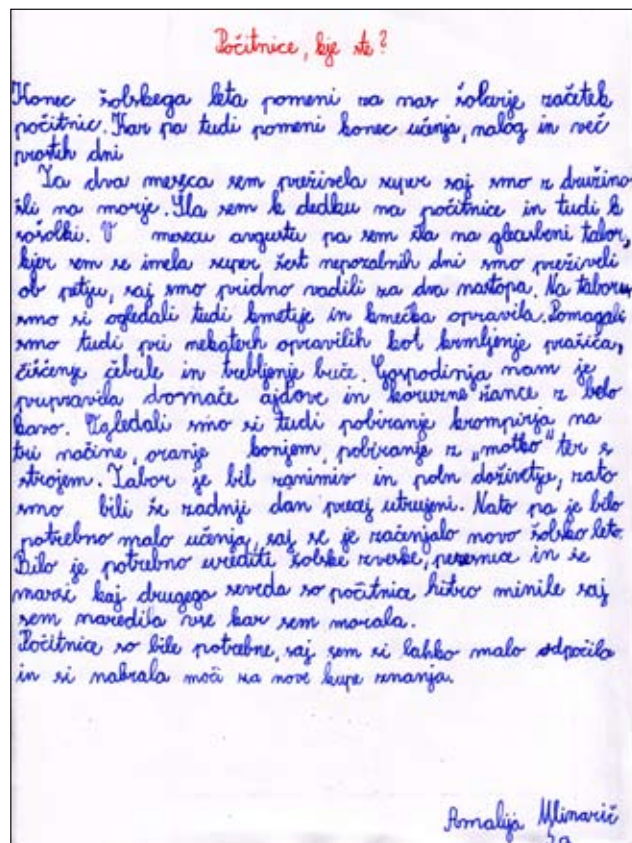 Počitnice, kje ste?
Konec šolskega leta pomeni za nas šolarje začetek
počitnic. Kar pa tudi pomeni konec učenja, nalog in več
prostih dni
Ta dva meseca sem preživela super saj smo z družino
šli na morje. Šla sem k dedku na počitnice in tudi k
sošolki. V mesecu avgustu pa sem šla na glasbeni tabor,
kjer sem se imela super, šest nepozabnih dni smo preživeli
ob petju, saj smo pridno vadili za dva nastopa. Na taboru
smo si ogledali tudi kmetije in kmečka opravila. Pomagali
smo tudi pri nekaterh opravilih kot krmljenje prašiča,
čiščenje čebule in trebljenje buče. Gospodinja nam je
pripravila domače ajdove in koruzne žgance z belo
kavo. Ogledali smo si tudi pobiranje krompirja na
tri načine, oranje konjem, pobiranje z „motko" ter s
strojem. Tabor je bil zanimiv in poln doživetje, zato
smo bili še zadnji dan precej utrujeni. Nato pa je bilo
potrebno malo učenja, saj se je začenjalo novo šolsko leto.
Bilo je potrebno urediti šolske zvezke, peresnice in še
marsi kaj drugega seveda so počitnice hitro minile saj
sem naredila vse kar sem morala.
Počitnice so bile potrebne, saj sem si lahko malo odpočila
in si nabrala moči za nove kupe znanja.
Amalija Mlinarič